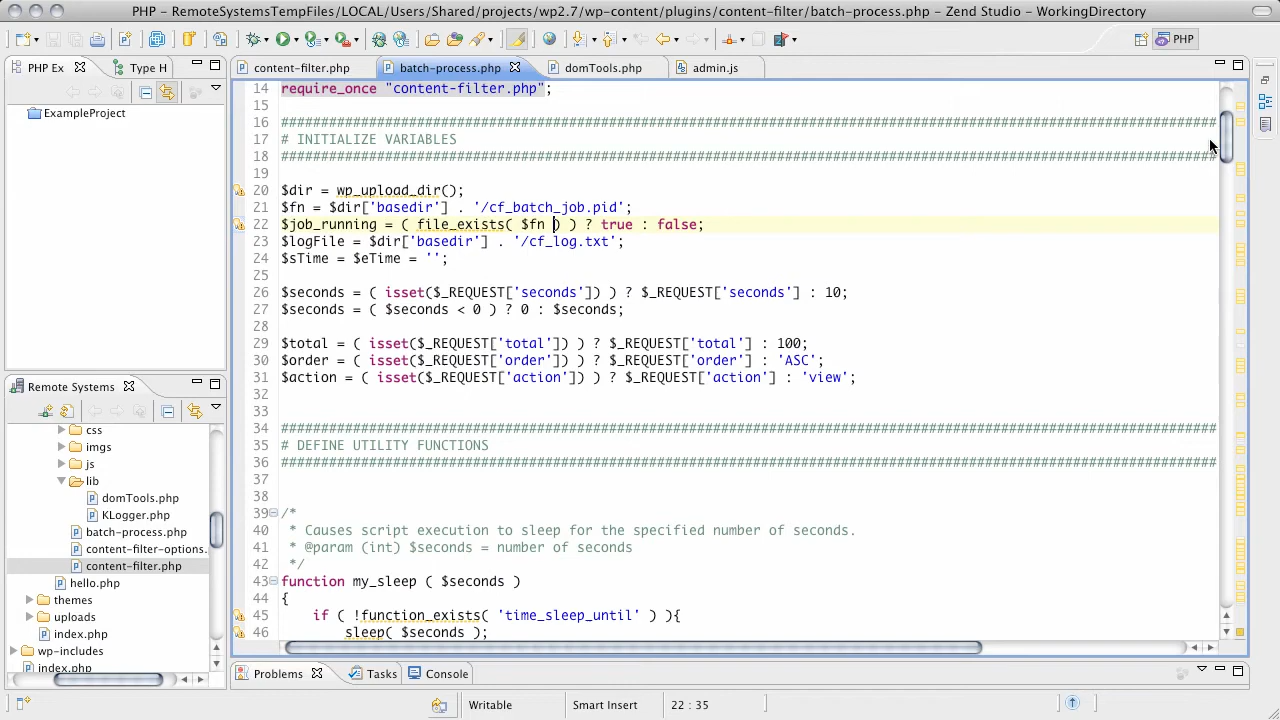 PHP - RemoteSystemsTempFiles/LOCAL/Users/Shared/projects/wp2.7/wp-content/plugins/content-filter/batch-process.php - Zend Studio - WorkingDirectory
PHP
PHP Ex
Type H
content-filter.php
batch-process.php
domTools.php
admin.js
ExampleProject
14 require_once "content-filter.php";
15
16 #####################################################################################################################
17 # INITIALIZE VARIABLES
18 #####################################################################################################################
19
20 $dir = wp_upload_dir();
21 $fn = $dir['basedir'] . '/cf_batch_job.pid';
22 $job_running = ( file_exists( $fn ) ) ? true : false;
23 $logFile = $dir['basedir'] . '/cf_log.txt';
24 $sTime = $eTime = '';
25
26 $seconds = ( isset($_REQUEST['seconds']) ) ? $_REQUEST['seconds'] : 10;
27 $seconds = ( $seconds < 0 ) ? 0 : $seconds;
28
29 $total = ( isset($_REQUEST['total']) ) ? $_REQUEST['total'] : 100;
30 $order = ( isset($_REQUEST['order']) ) ? $_REQUEST['order'] : 'ASC';
31 $action = ( isset($_REQUEST['action']) ) ? $_REQUEST['action'] : 'view';
32
33
34 #####################################################################################################################
35 # DEFINE UTILITY FUNCTIONS
36 #####################################################################################################################
37
38
39 /*
40 * Causes script execution to sleep for the specified number of seconds.
41 * @param (int) $seconds = number of seconds
42 */
43 function my_sleep ( $seconds )
44 {
45 if ( !function_exists( 'time_sleep_until' ) ){
46 sleep( $seconds );
Remote Systems
css
imgs
js
lib
domTools.php
KLogger.php
batch-process.php
content-filter-options.
content-filter.php
hello.php
themes
uploads
index.php
wp-includes
index.php
Problems
Tasks
Console
Writable
Smart Insert
22 : 35